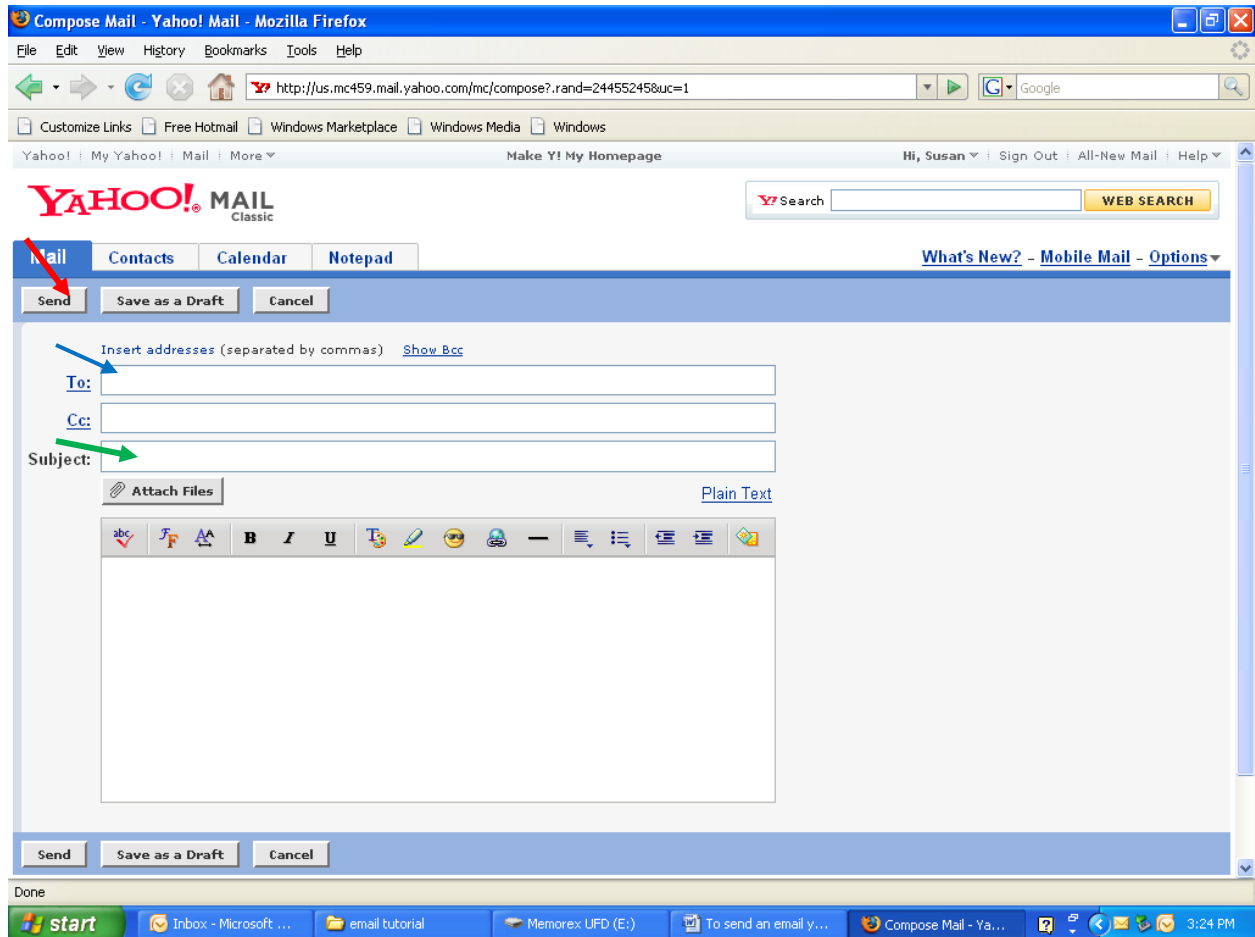 Compose Mail - Yahoo! Mail - Mozilla Firefox
File Edit View History Bookmarks Tools Help
http://us.mc459.mail.yahoo.com/mc/compose?.rand=24455245&uc=1 G Google
Customize Links Free Hotmail Windows Marketplace Windows Media Windows
Yahoo! My Yahoo! Mail More Make Y! My Homepage Hi, Susan Sign Out All-New Mail Help
YAHOO!® MAIL Classic Y! Search WEB SEARCH
Mail Contacts Calendar Notepad What's New? - Mobile Mail - Options
Send Save as a Draft Cancel
Insert addresses (separated by commas) Show Bcc
To:
Cc:
Subject:
Attach Files Plain Text
abc F F A A B I U T
Send Save as a Draft Cancel
Done
start Inbox - Microsoft ... email tutorial Memorex UFD (E:) To send an email y... Compose Mail - Ya... ? 3:24 PM